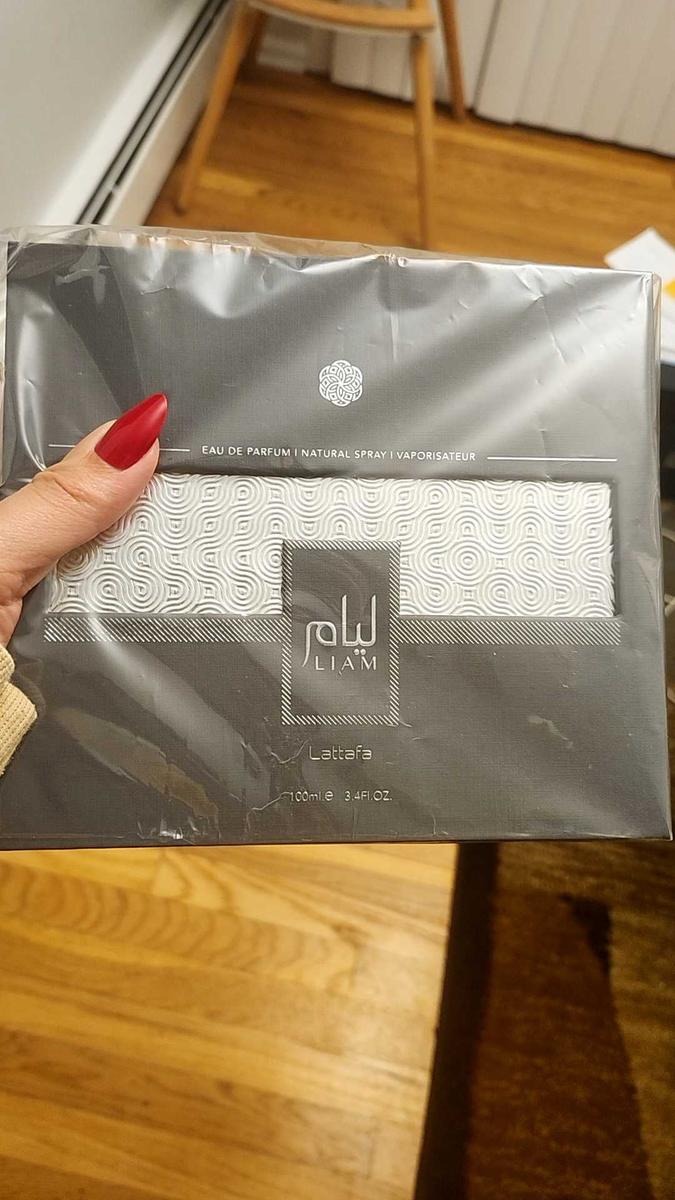 EAU DE PARFUM | NATURAL SPRAY | VAPORISATEUR
ليام
LIAM
Lattafa
100ml.e 3.4Fl.OZ.